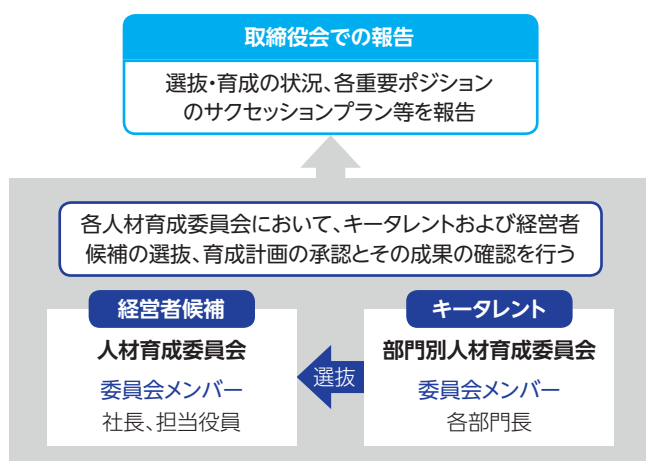 取締役会での報告
選抜・育成の状況、各重要ポジション
のサクセッションプラン等を報告
各人材育成委員会において、キータレントおよび経営者
候補の選抜、育成計画の承認とその成果の確認を行う
経営者候補
人材育成委員会
委員会メンバー
社長、担当役員
選抜
キータレント
部門別人材育成委員会
委員会メンバー
各部門長